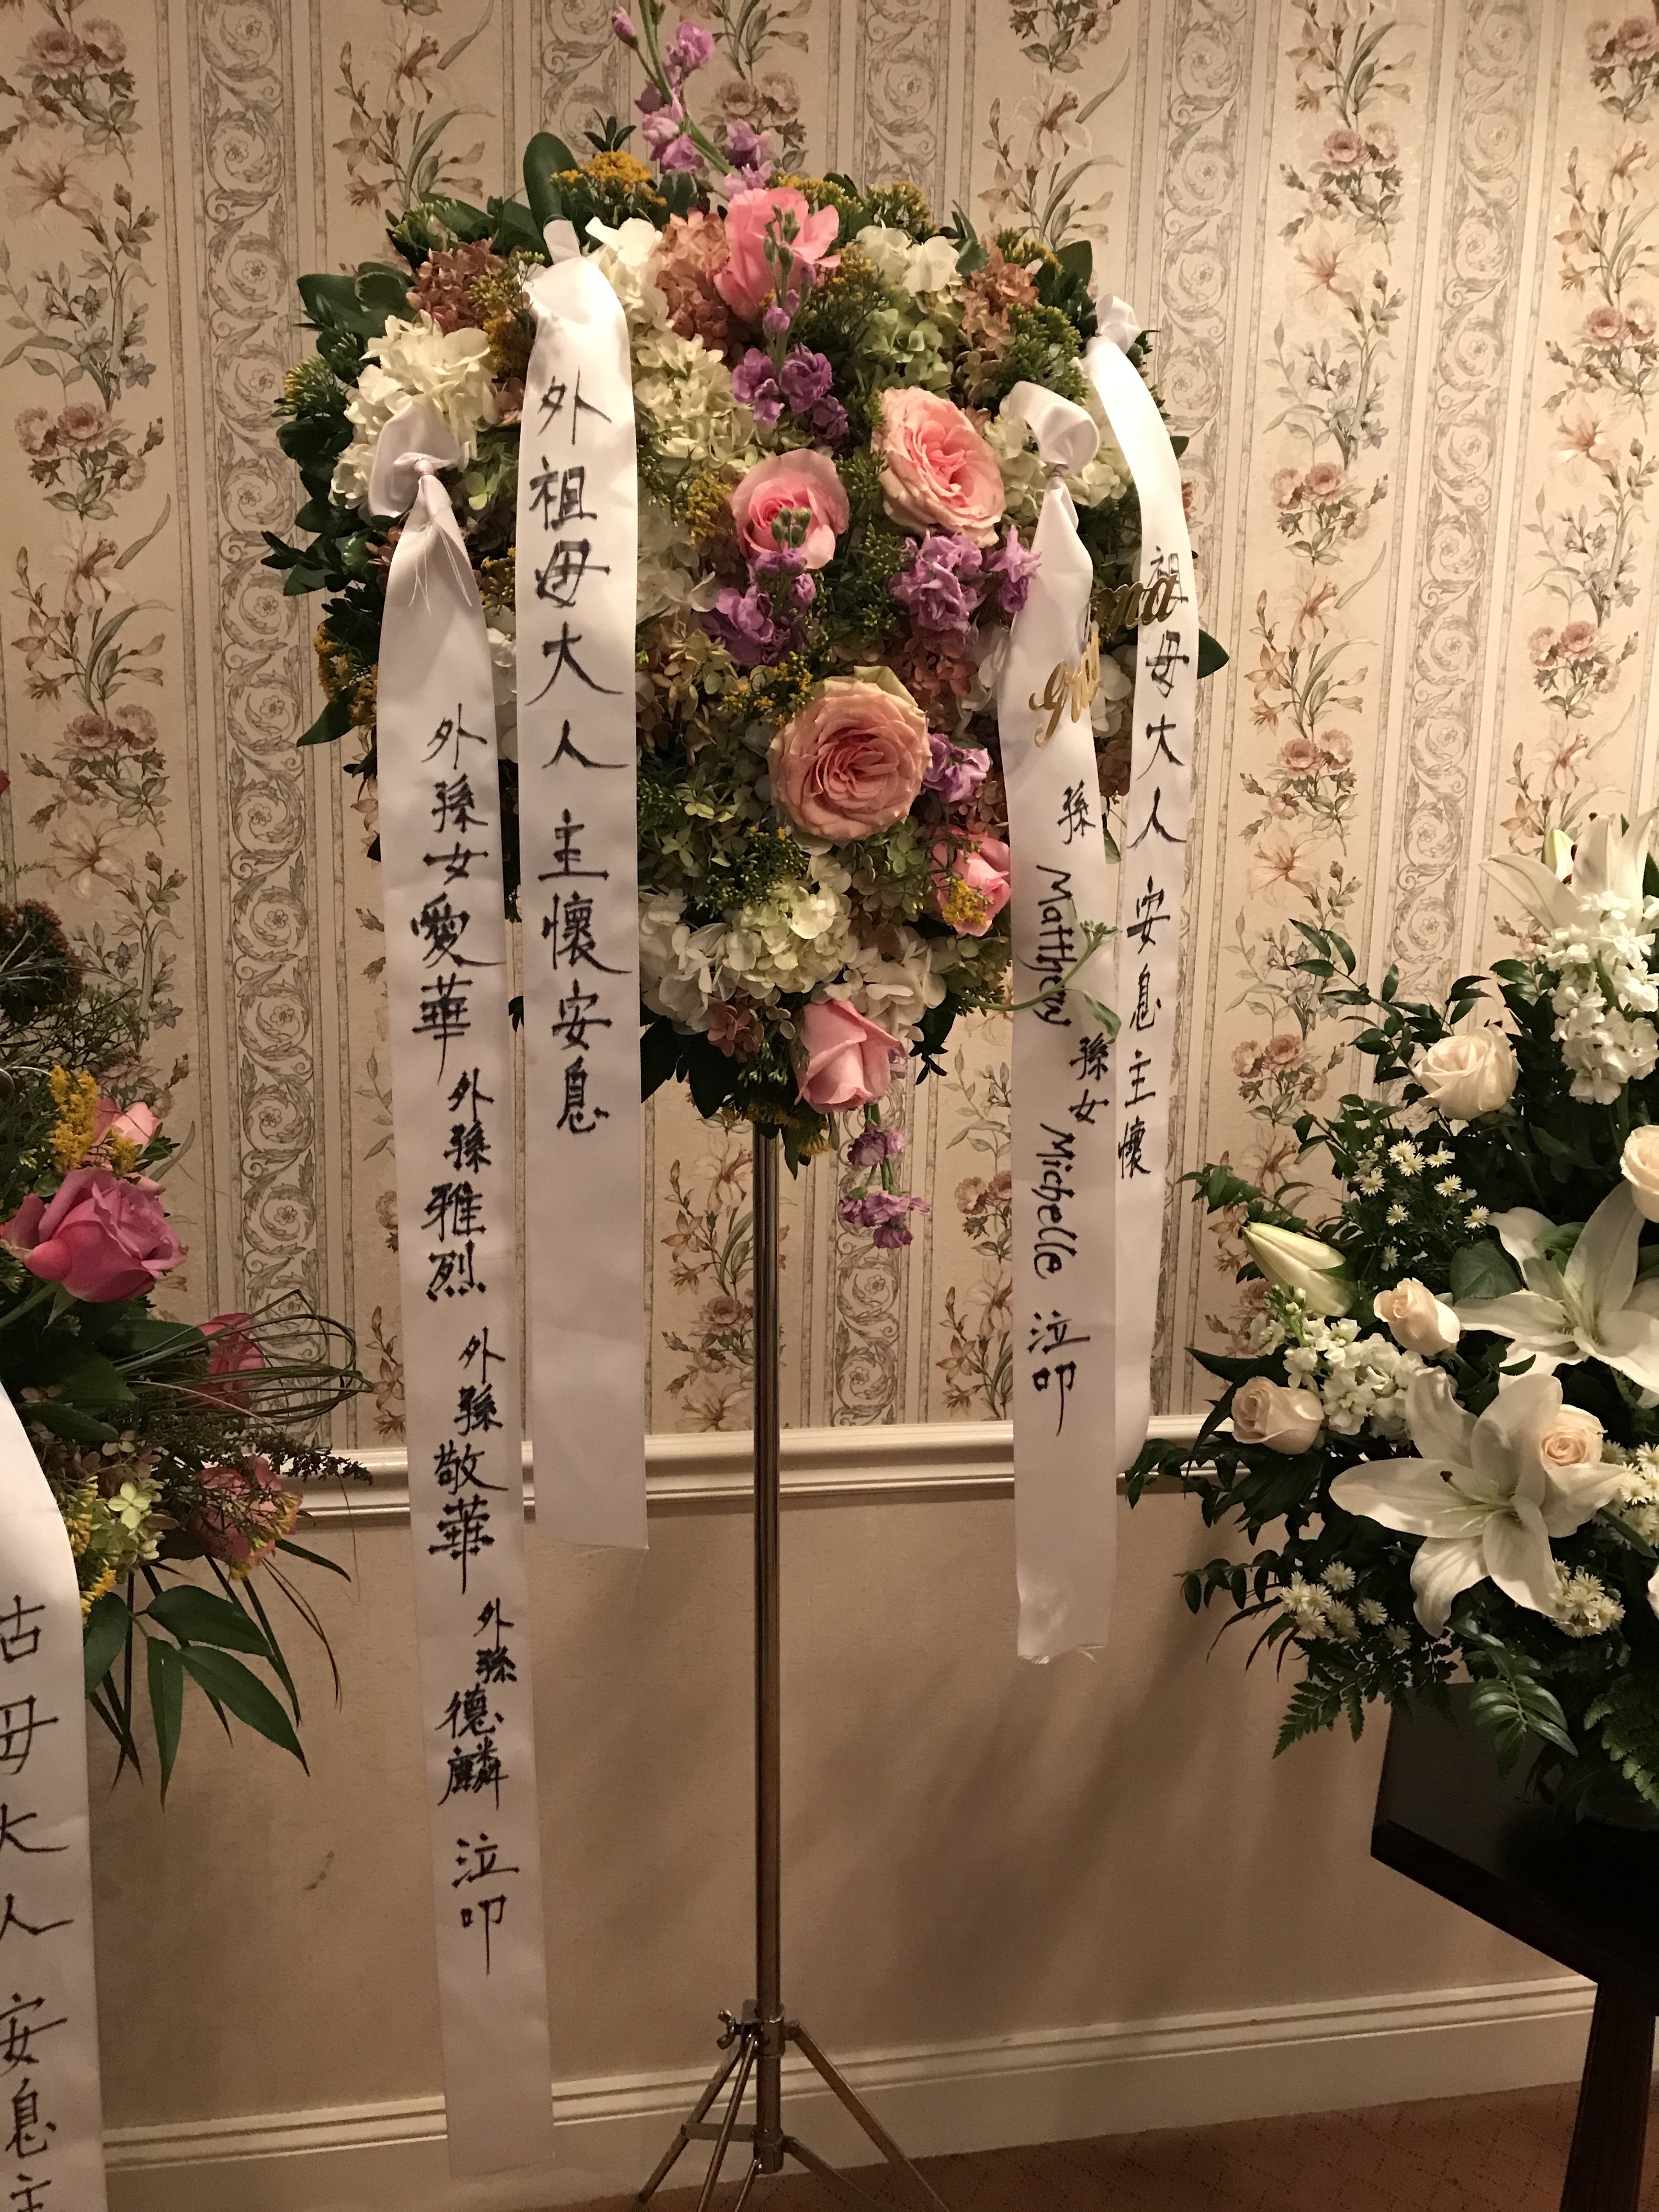 祖母大人 安息主懷
孫 Matthew 孫女 Michelle 泣叩
grandma
外祖母大人 主懷安息
外孫女愛華 外孫雅烈 外孫敬華 外孫德麟 泣叩
母大人 安息主